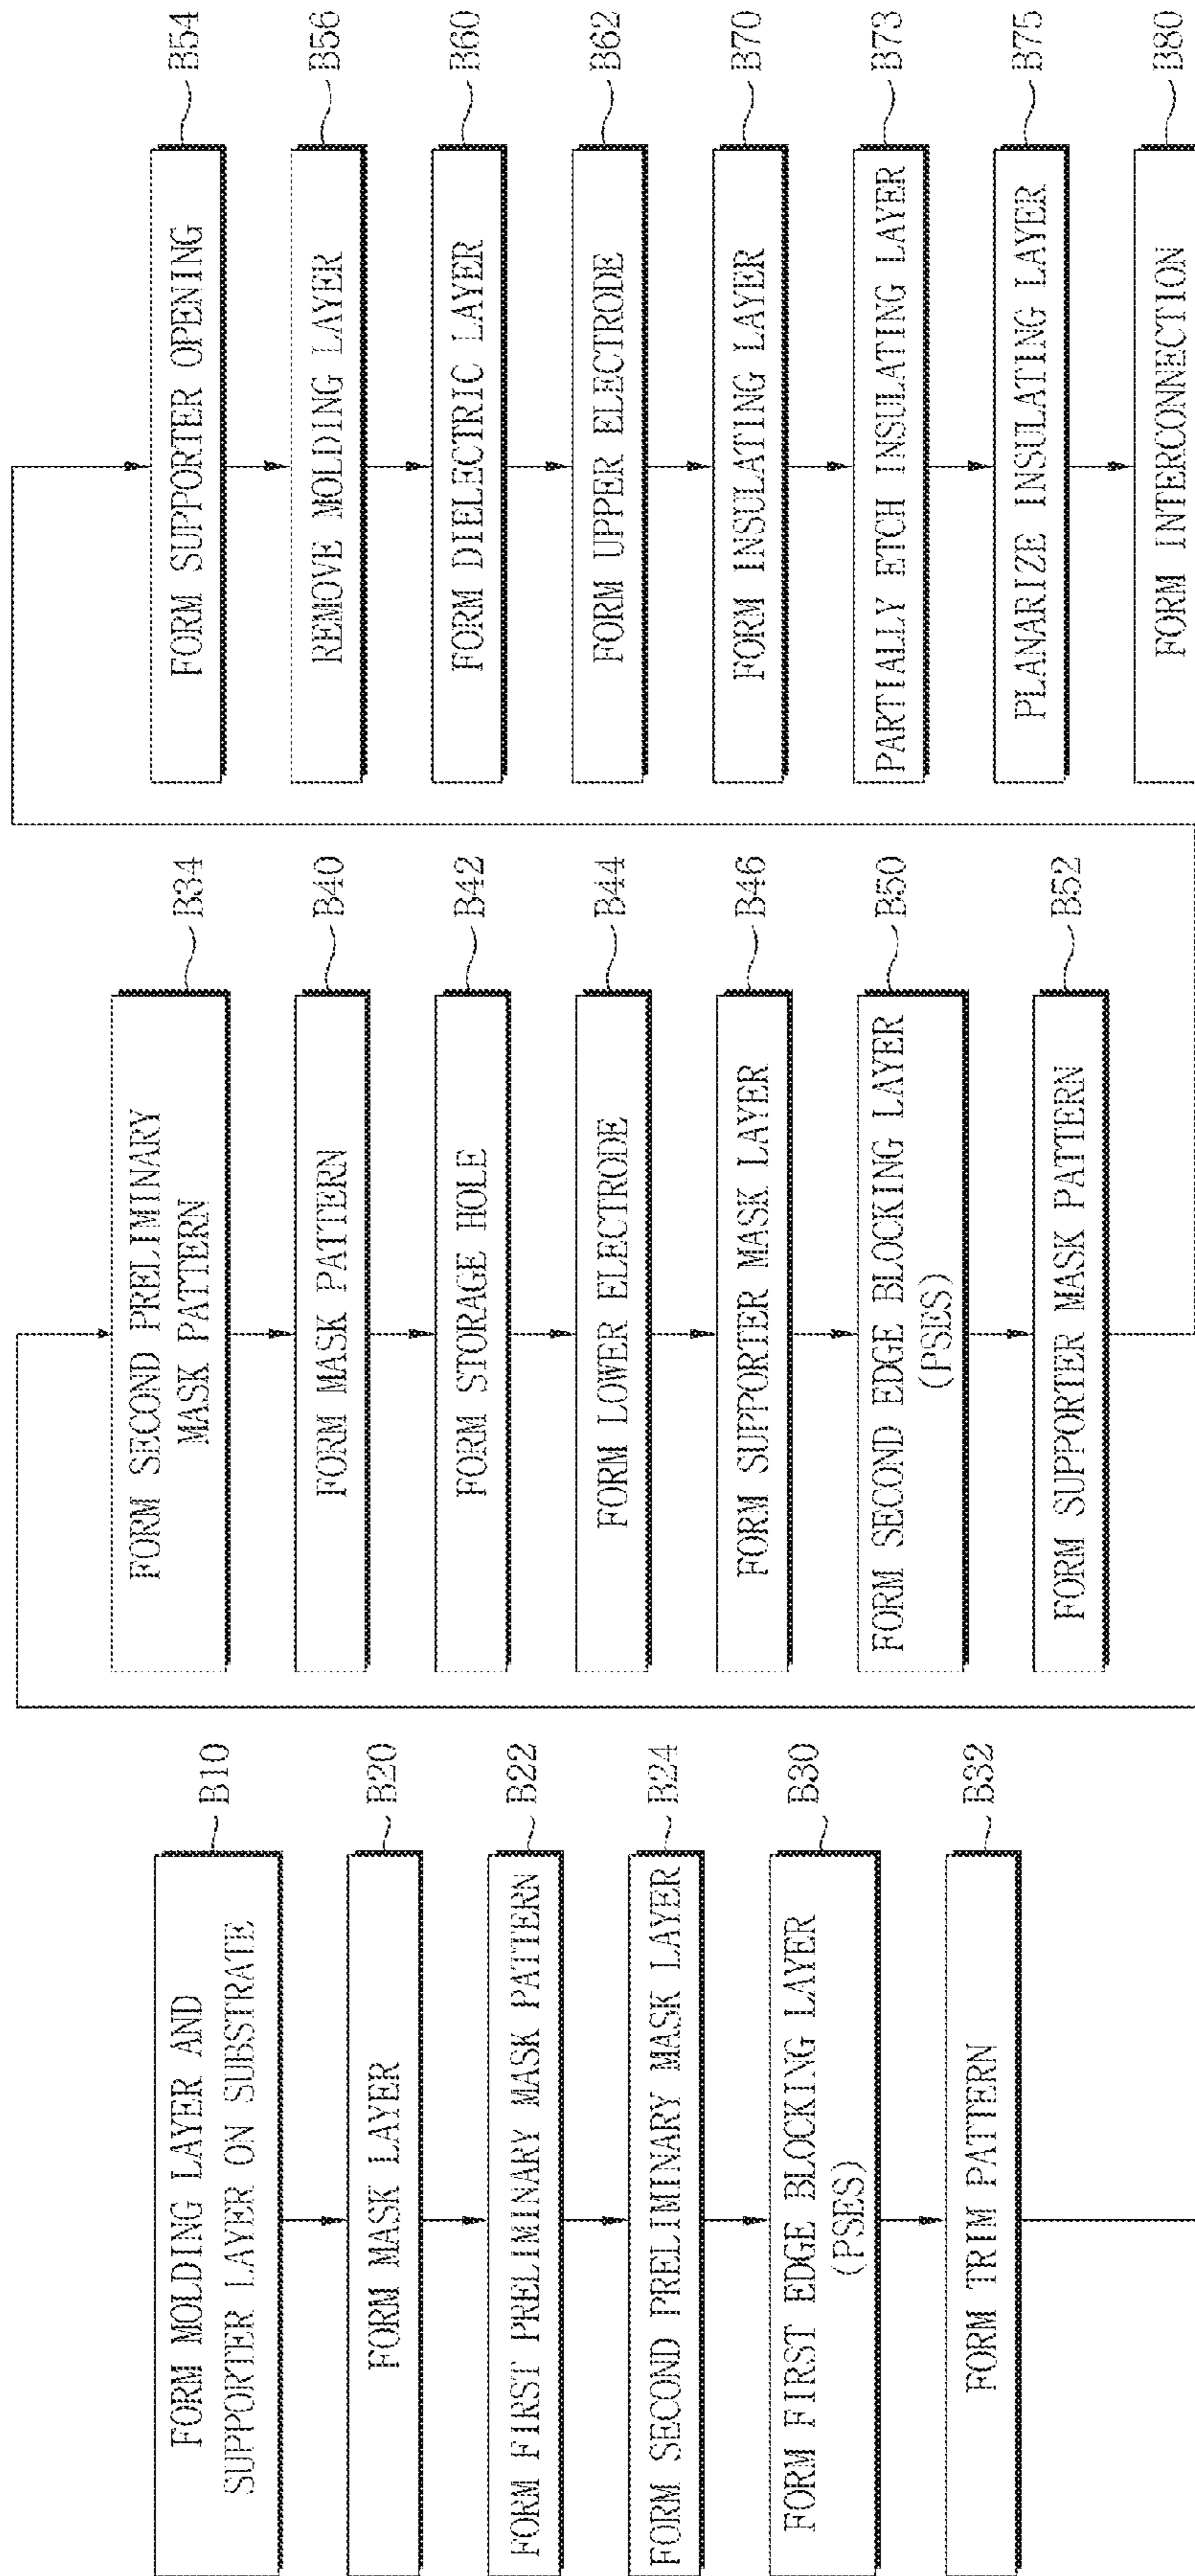 FORM MOLDING LAYER AND
SUPPORTER LAYER ON SUBSTRATE
B10
FORM MASK LAYER
B20
FORM FIRST PRELIMINARY MASK PATTERN
B22
FORM SECOND PRELIMINARY MASK LAYER
B24
FORM FIRST EDGE BLOCKING LAYER
(PSES)
B30
FORM TRIM PATTERN
B32
FORM SECOND PRELIMINARY
MASK PATTERN
B34
FORM MASK PATTERN
B40
FORM STORAGE HOLE
B42
FORM LOWER ELECTRODE
B44
FORM SUPPORTER MASK LAYER
B46
FORM SECOND EDGE BLOCKING LAYER
(PSES)
B50
FORM SUPPORTER MASK PATTERN
B52
FORM SUPPORTER OPENING
B54
REMOVE MOLDING LAYER
B56
FORM DIELECTRIC LAYER
B60
FORM UPPER ELECTRODE
B62
FORM INSULATING LAYER
B70
PARTIALLY ETCH INSULATING LAYER
B73
PLANARIZE INSULATING LAYER
B75
FORM INTERCONNECTION
B80